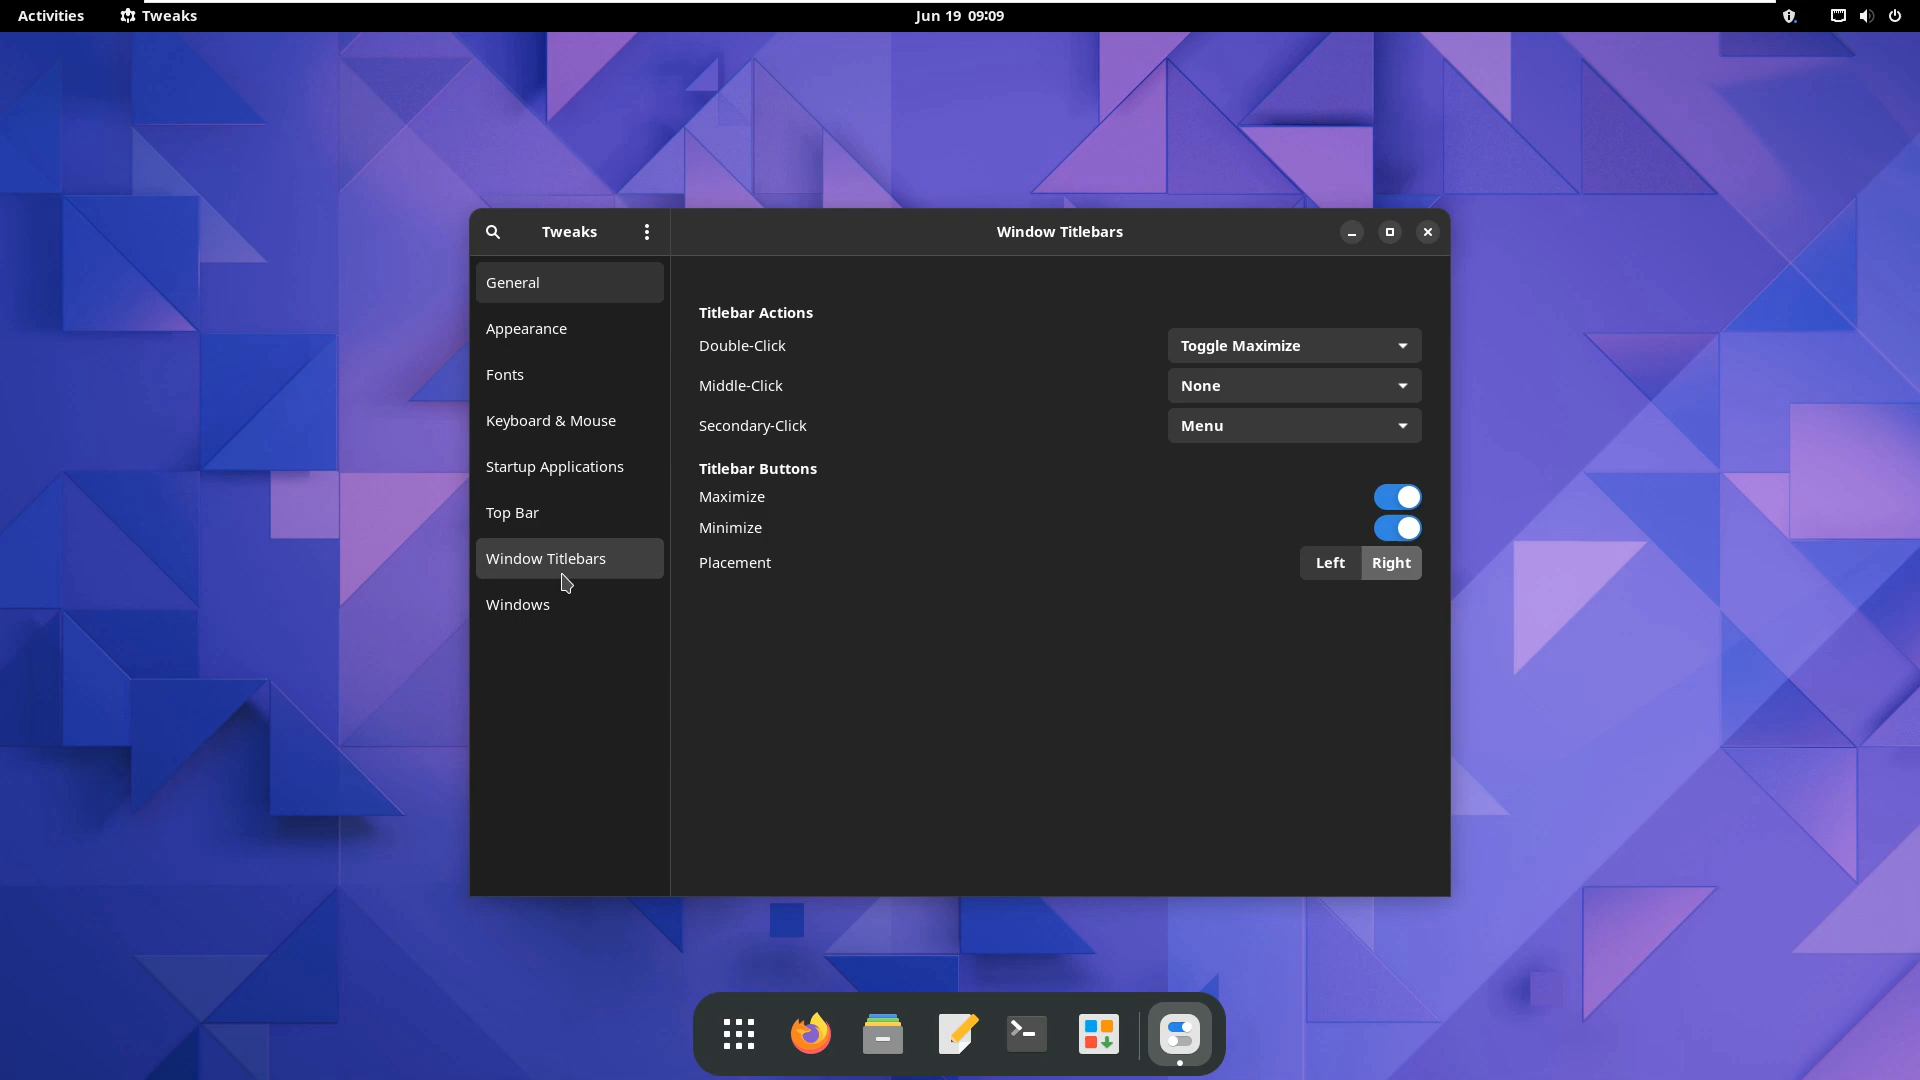 Activities
Tweaks
Jun 19 09:09
Tweaks
Window Titlebars
General
Appearance
Fonts
Keyboard & Mouse
Startup Applications
Top Bar
Window Titlebars
Windows
Titlebar Actions
Double-Click
Toggle Maximize
Middle-Click
None
Secondary-Click
Menu
Titlebar Buttons
Maximize
Minimize
Placement
Left
Right